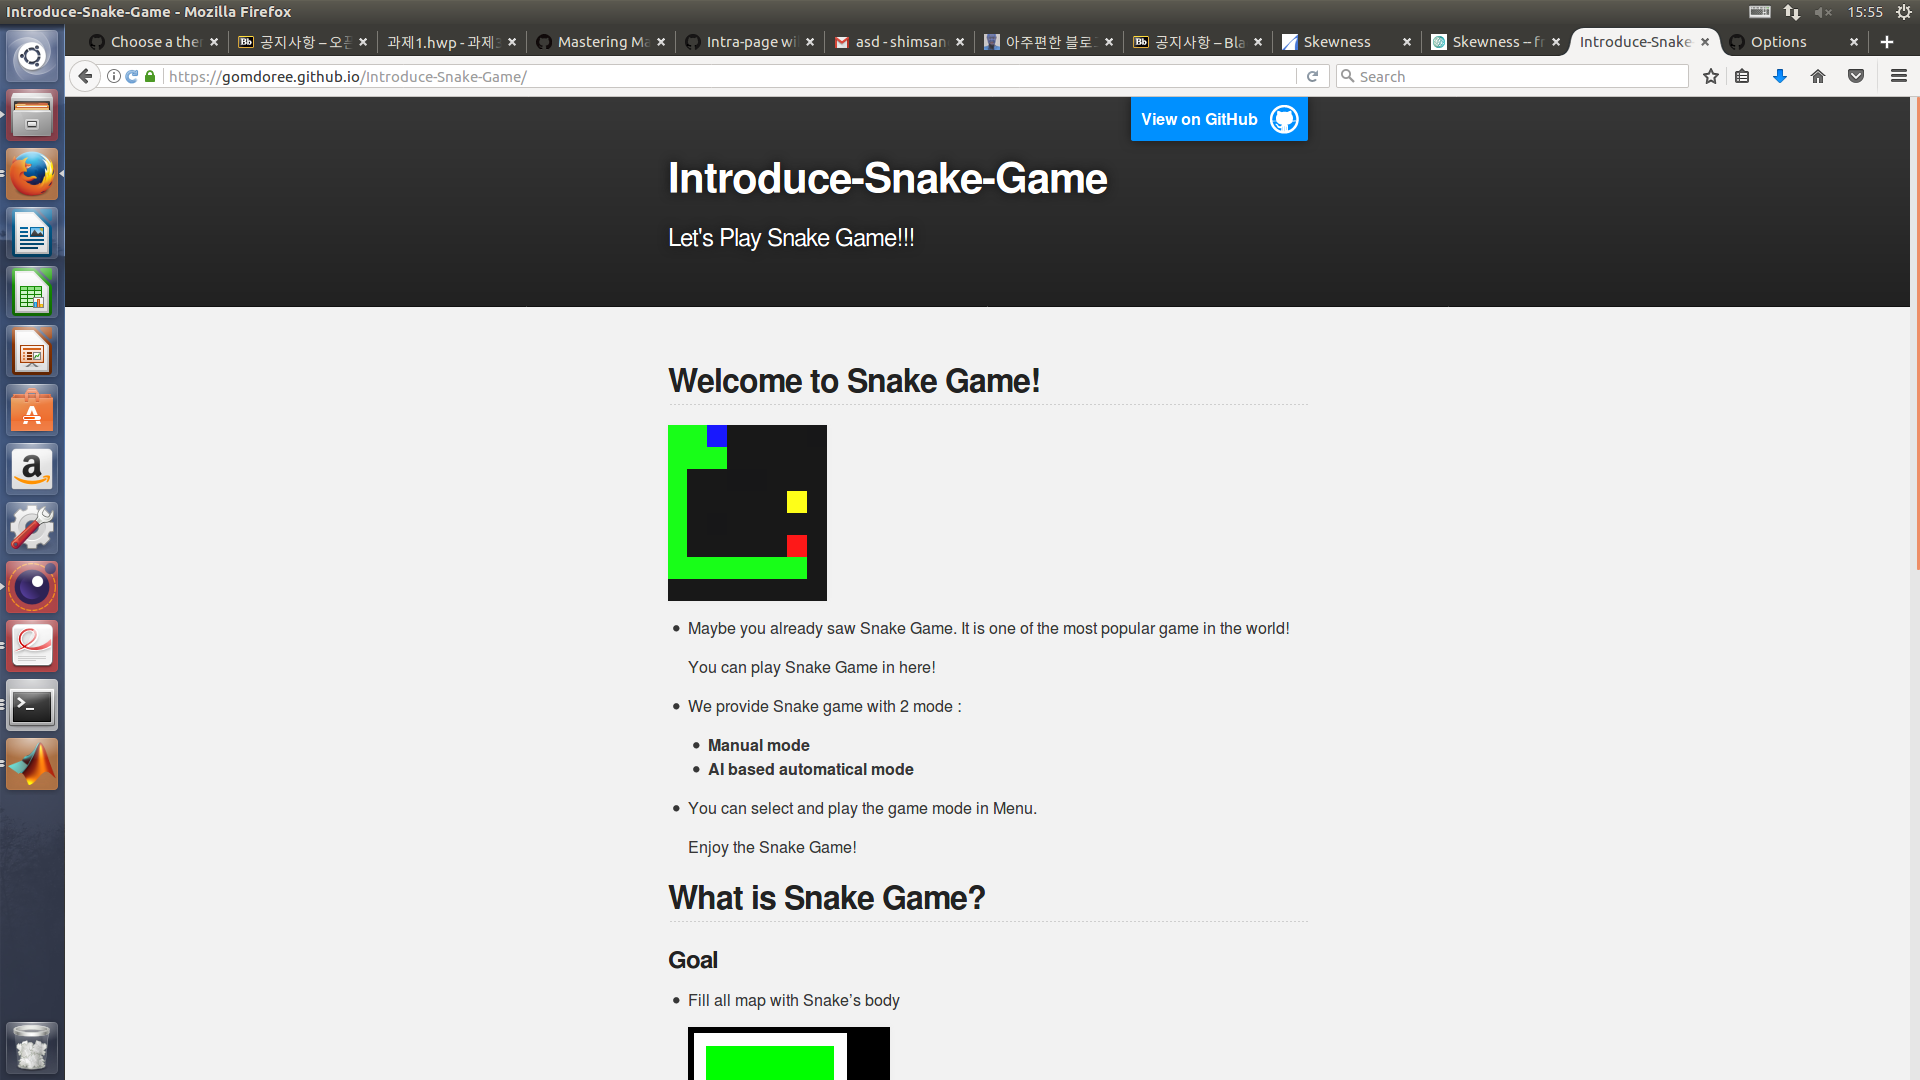 Introduce-Snake-Game - Mozilla Firefox
15:55
Choose a the
공지사항 – 오픈
과제1.hwp - 과제
Mastering Ma
Intra-page wi
asd - shimsan
아주편한 블로
공지사항 – Bla
Skewness
Skewness – fr
Introduce-Snake
Options
https://gomdoree.github.io/Introduce-Snake-Game/
Search
View on GitHub
Introduce-Snake-Game
Let's Play Snake Game!!!
Welcome to Snake Game!
Maybe you already saw Snake Game. It is one of the most popular game in the world!
You can play Snake Game in here!
We provide Snake game with 2 mode :
Manual mode
AI based automatical mode
You can select and play the game mode in Menu.
Enjoy the Snake Game!
What is Snake Game?
Goal
Fill all map with Snake’s body